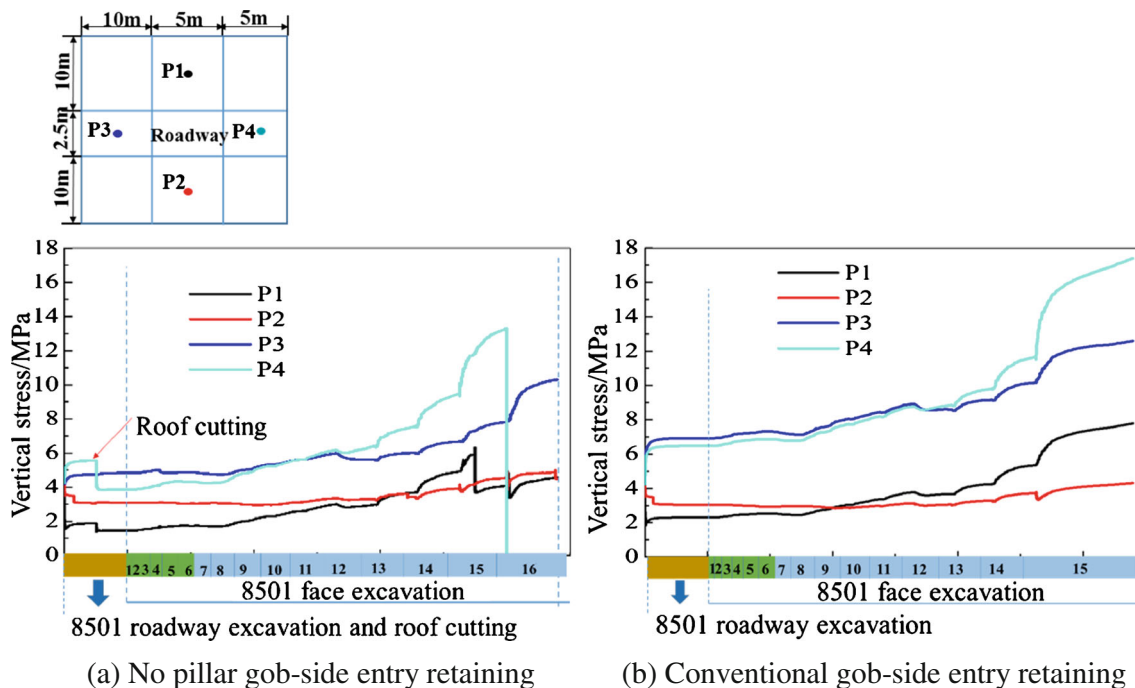 10m 5m 5m
10m
P1
2.5m
P3 Roadway P4
10m
P2
18
16
14
12
10
8
6
4
2
0
Vertical stress/MPa
P1
P2
P3
P4
Roof cutting
1 2 3 4 5 6 7 8 9 10 11 12 13 14 15 16
8501 face excavation
8501 roadway excavation and roof cutting
(a) No pillar gob-side entry retaining
18
16
14
12
10
8
6
4
2
0
Vertical stress/MPa
P1
P2
P3
P4
1 2 3 4 5 6 7 8 9 10 11 12 13 14 15
8501 face excavation
8501 roadway excavation
(b) Conventional gob-side entry retaining